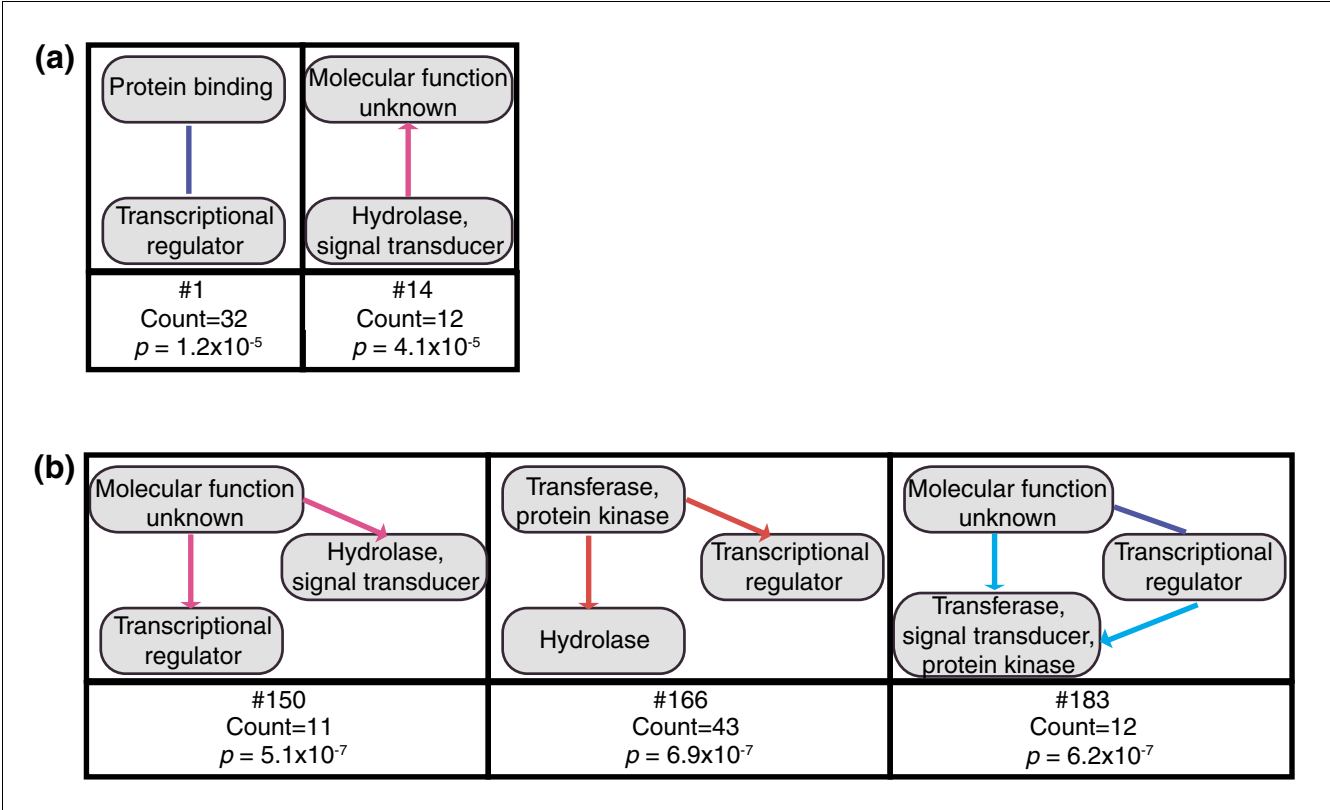 (a)
Protein binding
Transcriptional
regulator
#1
Count=32
p = 1.2x10⁻⁵
Molecular function
unknown
Hydrolase,
signal transducer
#14
Count=12
p = 4.1x10⁻⁵
(b)
Molecular function
unknown
Hydrolase,
signal transducer
Transcriptional
regulator
#150
Count=11
p = 5.1x10⁻⁷
Transferase,
protein kinase
Transcriptional
regulator
Hydrolase
#166
Count=43
p = 6.9x10⁻⁷
Molecular function
unknown
Transcriptional
regulator
Transferase,
signal transducer,
protein kinase
#183
Count=12
p = 6.2x10⁻⁷